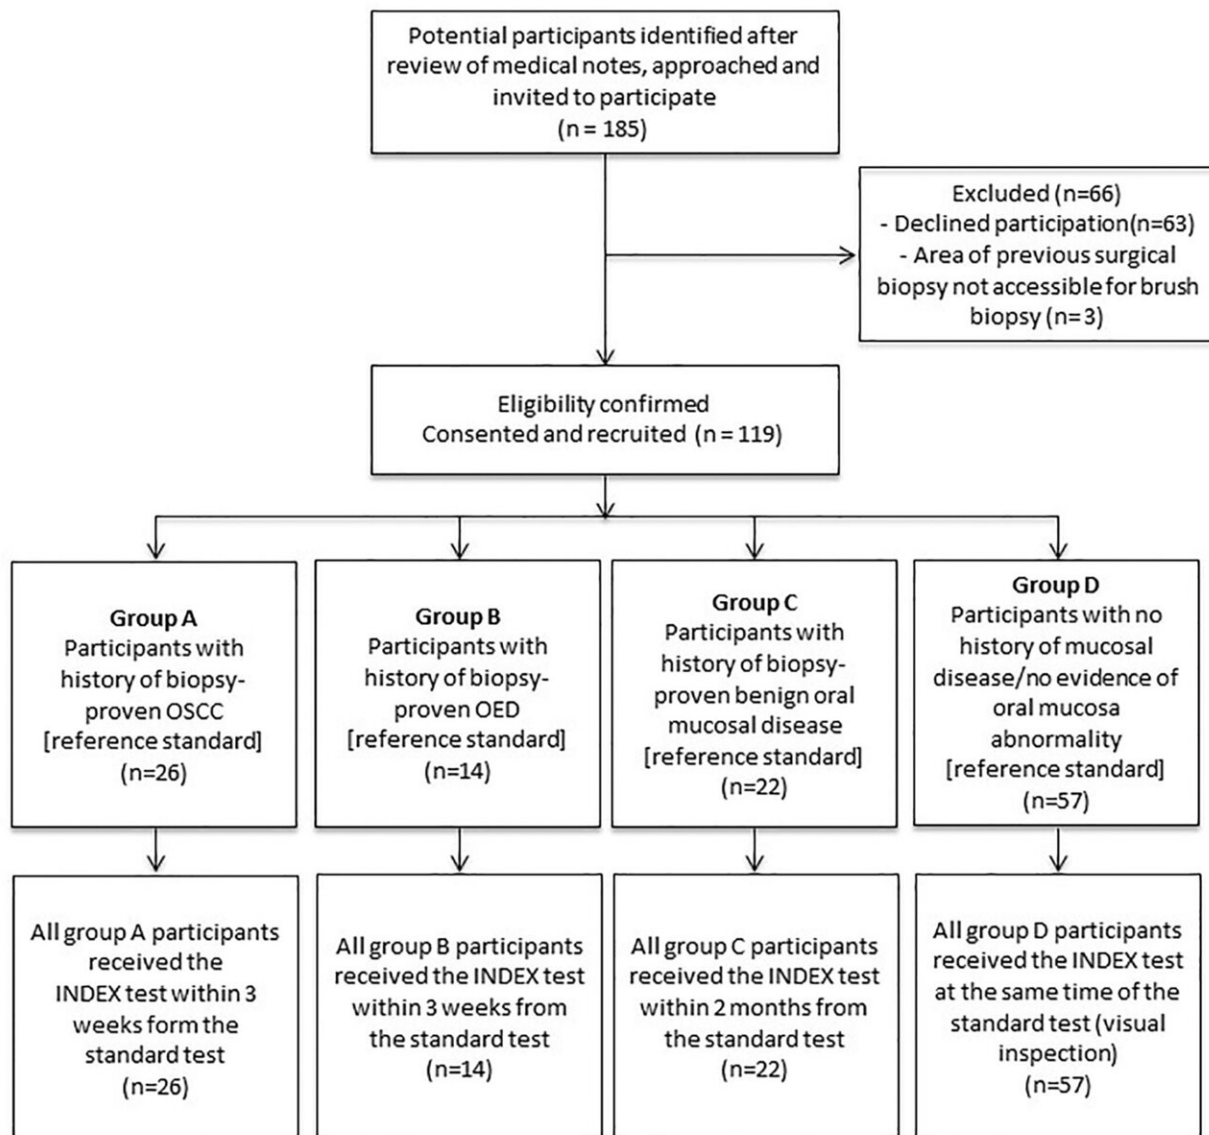 Potential participants identified after
review of medical notes, approached and
invited to participate
(n = 185)
Excluded (n=66)
- Declined participation(n=63)
- Area of previous surgical
biopsy not accessible for brush
biopsy (n=3)
Eligibility confirmed
Consented and recruited (n = 119)
Group A
Participants with
history of biopsy-
proven OSCC
[reference standard]
(n=26)
Group B
Participants with
history of biopsy-
proven OED
[reference standard]
(n=14)
Group C
Participants with
history of biopsy-
proven benign oral
mucosal disease
[reference standard]
(n=22)
Group D
Participants with no
history of mucosal
disease/no evidence of
oral mucosa
abnormality
[reference standard]
(n=57)
All group A participants
received the
INDEX test within 3
weeks form the
standard test
(n=26)
All group B participants
received the INDEX test
within 3 weeks from
the standard test
(n=14)
All group C participants
received the INDEX test
within 2 months from
the standard test
(n=22)
All group D participants
received the INDEX test
at the same time of the
standard test (visual
inspection)
(n=57)